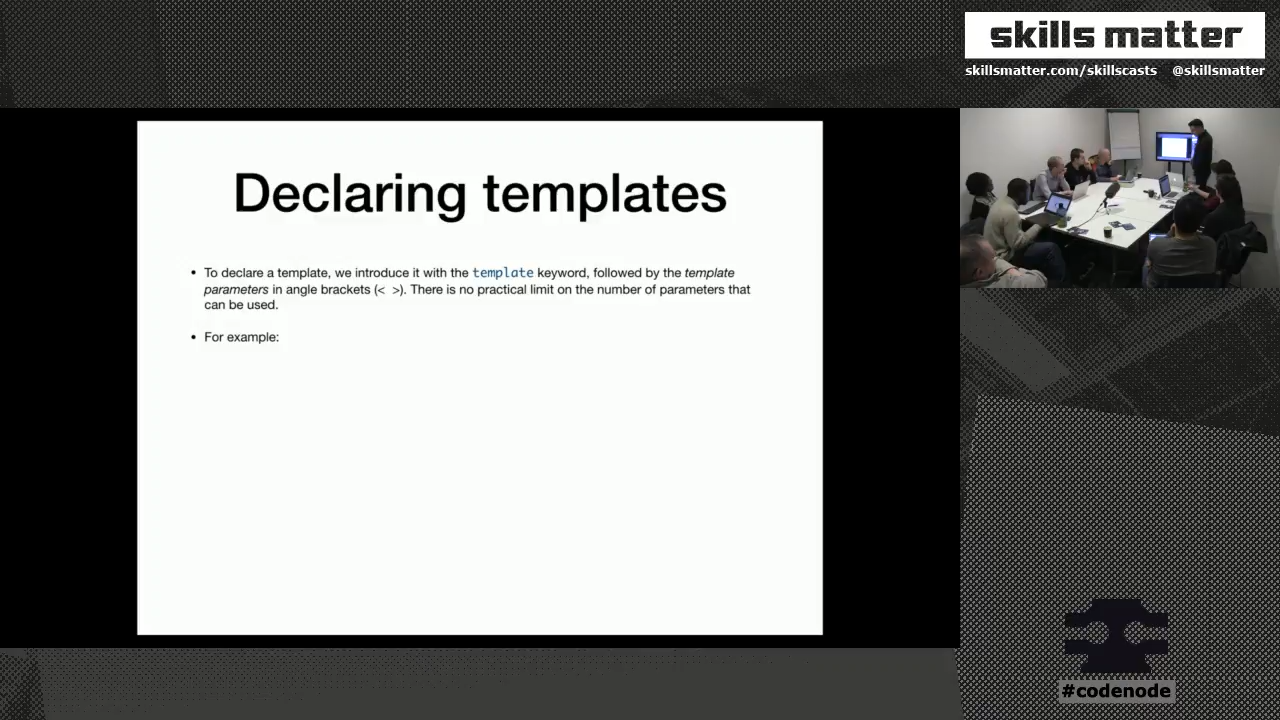 skills matter
skillsmatter.com/skillscasts @skillsmatter
Declaring templates
• To declare a template, we introduce it with the template keyword, followed by the template
parameters in angle brackets (< >). There is no practical limit on the number of parameters that
can be used.
• For example:
#codenode